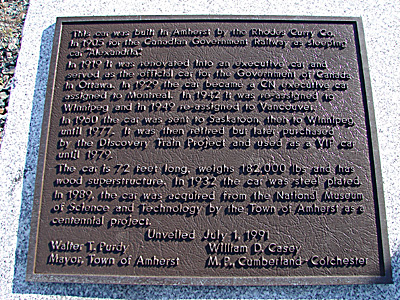 This car was built in Amherst by the Rhodes Curry Co.
In 1905 for the Canadian Government Railway as sleeping
car "Alexandra."
In 1919 it was renovated into an executive car and
served as the official car for the Government of Canada
in Ottawa. In 1929 the car became a CN executive car
assigned to Montreal. In 1942 it was re-assigned to
Winnipeg and in 1949 re-assigned to Vancouver.
In 1960 the car was sent to Saskatoon, then to Winnipeg
until 1977. It was then retired but later purchased
by the Discovery Train Project and used as a VIP car
until 1979.
The car is 72 feet long, weighs 182,000 lbs and has
wood superstructure. In 1932 the car was steel plated.
In 1989, the car was acquired from the National Museum
of Science and Technology by the Town of Amherst as a
centennial project.
Unveiled July 1, 1991
Walter T. Purdy William D. Casey
Mayor, Town of Amherst M.P., Cumberland-Colchester